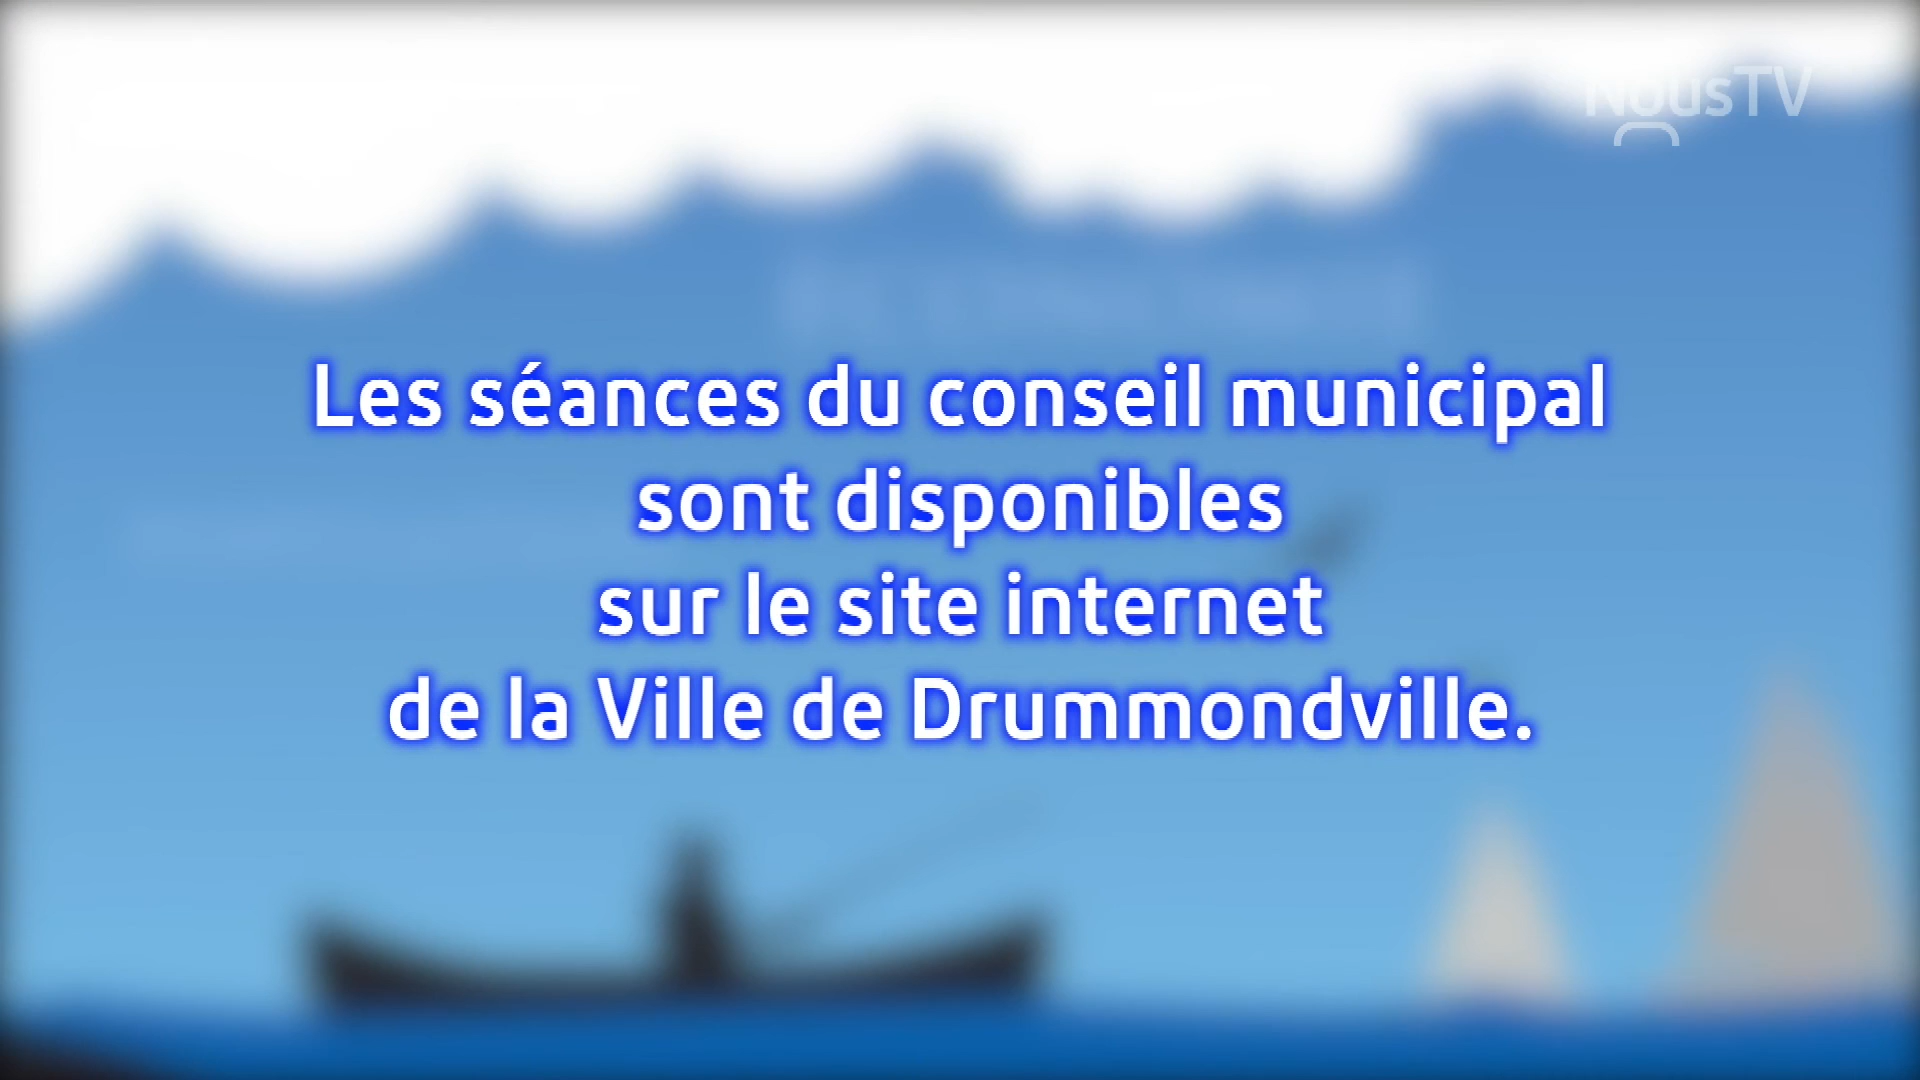 NousTV
Les séances du conseil municipal
sont disponibles
sur le site internet
de la Ville de Drummondville.